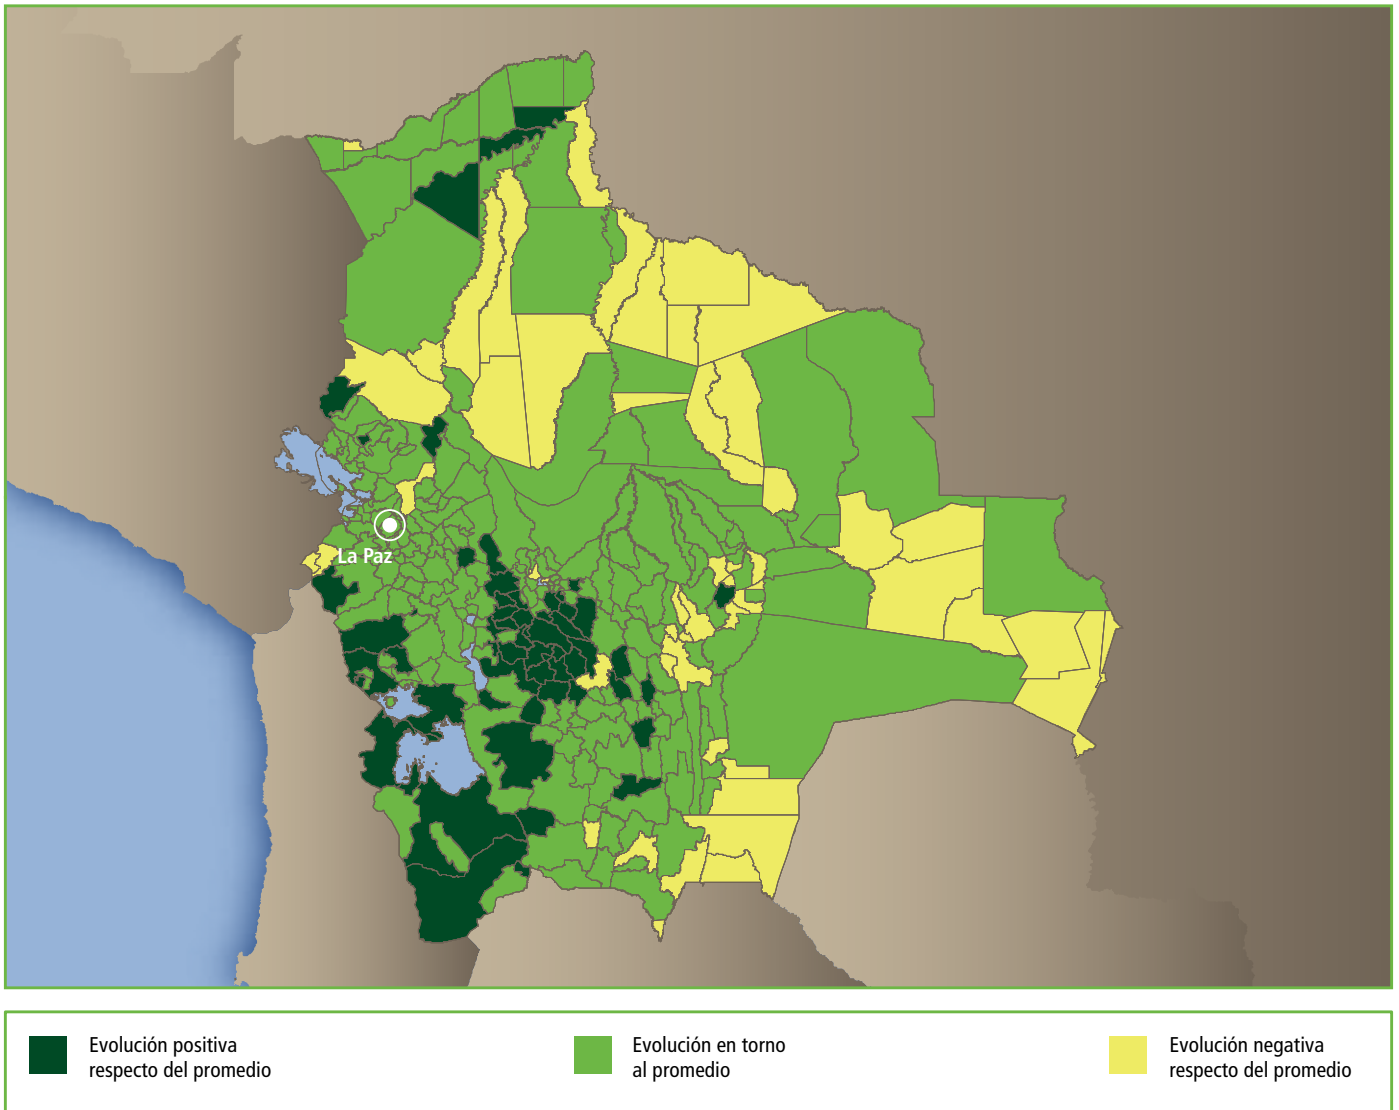 La Paz
Evolución positiva
respecto del promedio
Evolución en torno
al promedio
Evolución negativa
respecto del promedio